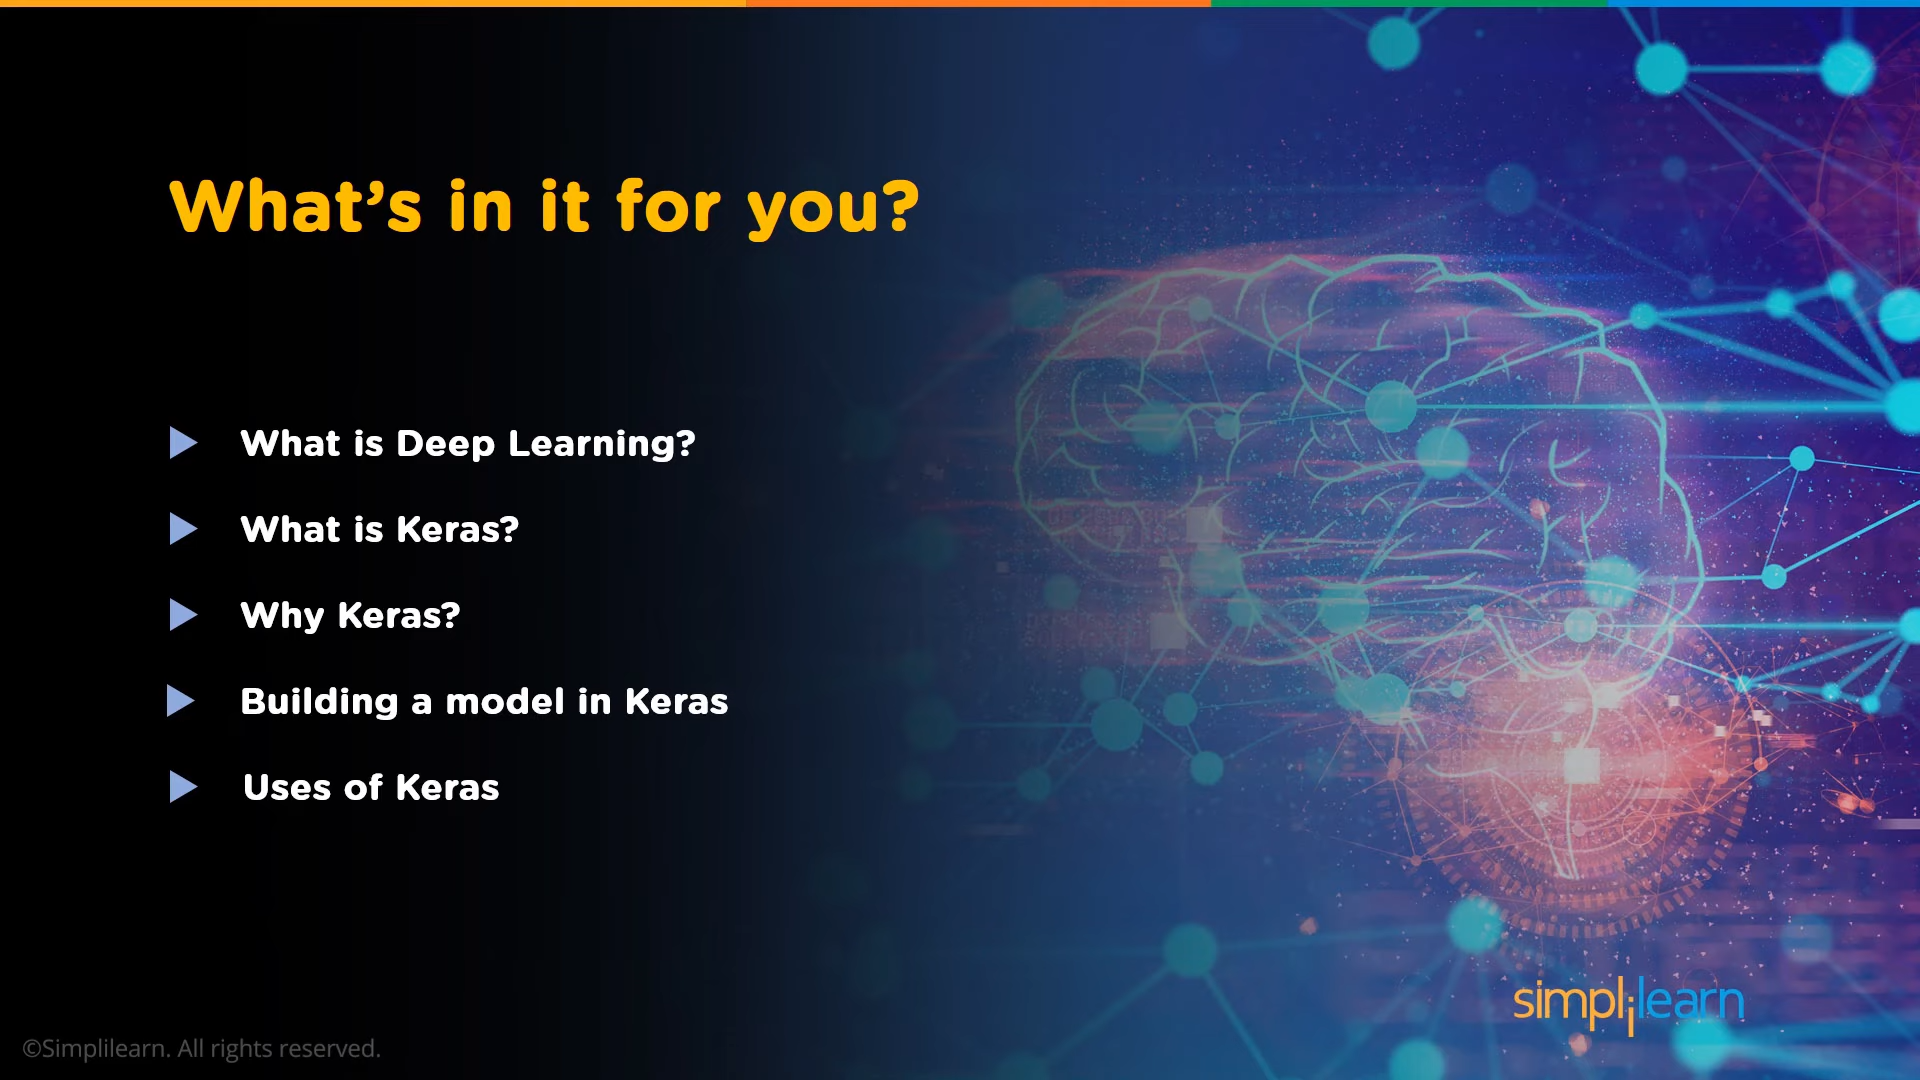 What's in it for you?
What is Deep Learning?
What is Keras?
Why Keras?
Building a model in Keras
Uses of Keras
simplilearn
©Simplilearn. All rights reserved.